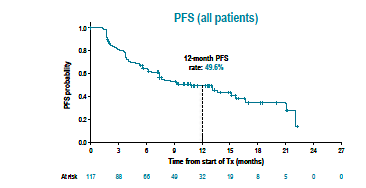 PFS (all patients)
1.0
0.8
0.6
0.4
0.2
0.0
PFS probability
12-month PFS
rate: 49.6%
0 3 6 9 12 15 18 21 24 27
Time from start of Tx (months)
At risk 117 88 66 49 32 19 8 5 0 0